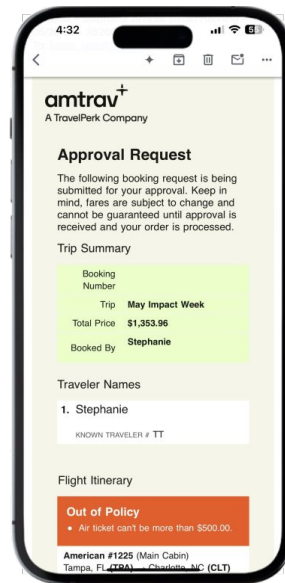 4:32
amtrav+
A TravelPerk Company
Approval Request
The following booking request is being
submitted for your approval. Keep in
mind, fares are subject to change and
cannot be guaranteed until approval is
received and your order is processed.
Trip Summary
Booking
Number
Trip May Impact Week
Total Price $1,353.96
Booked By Stephanie
Traveler Names
1. Stephanie
KNOWN TRAVELER # TT
Flight Itinerary
Out of Policy
• Air ticket can't be more than $500.00.
American #1225 (Main Cabin)
Tampa, FL (TPA) Charlotte, NC (CLT)